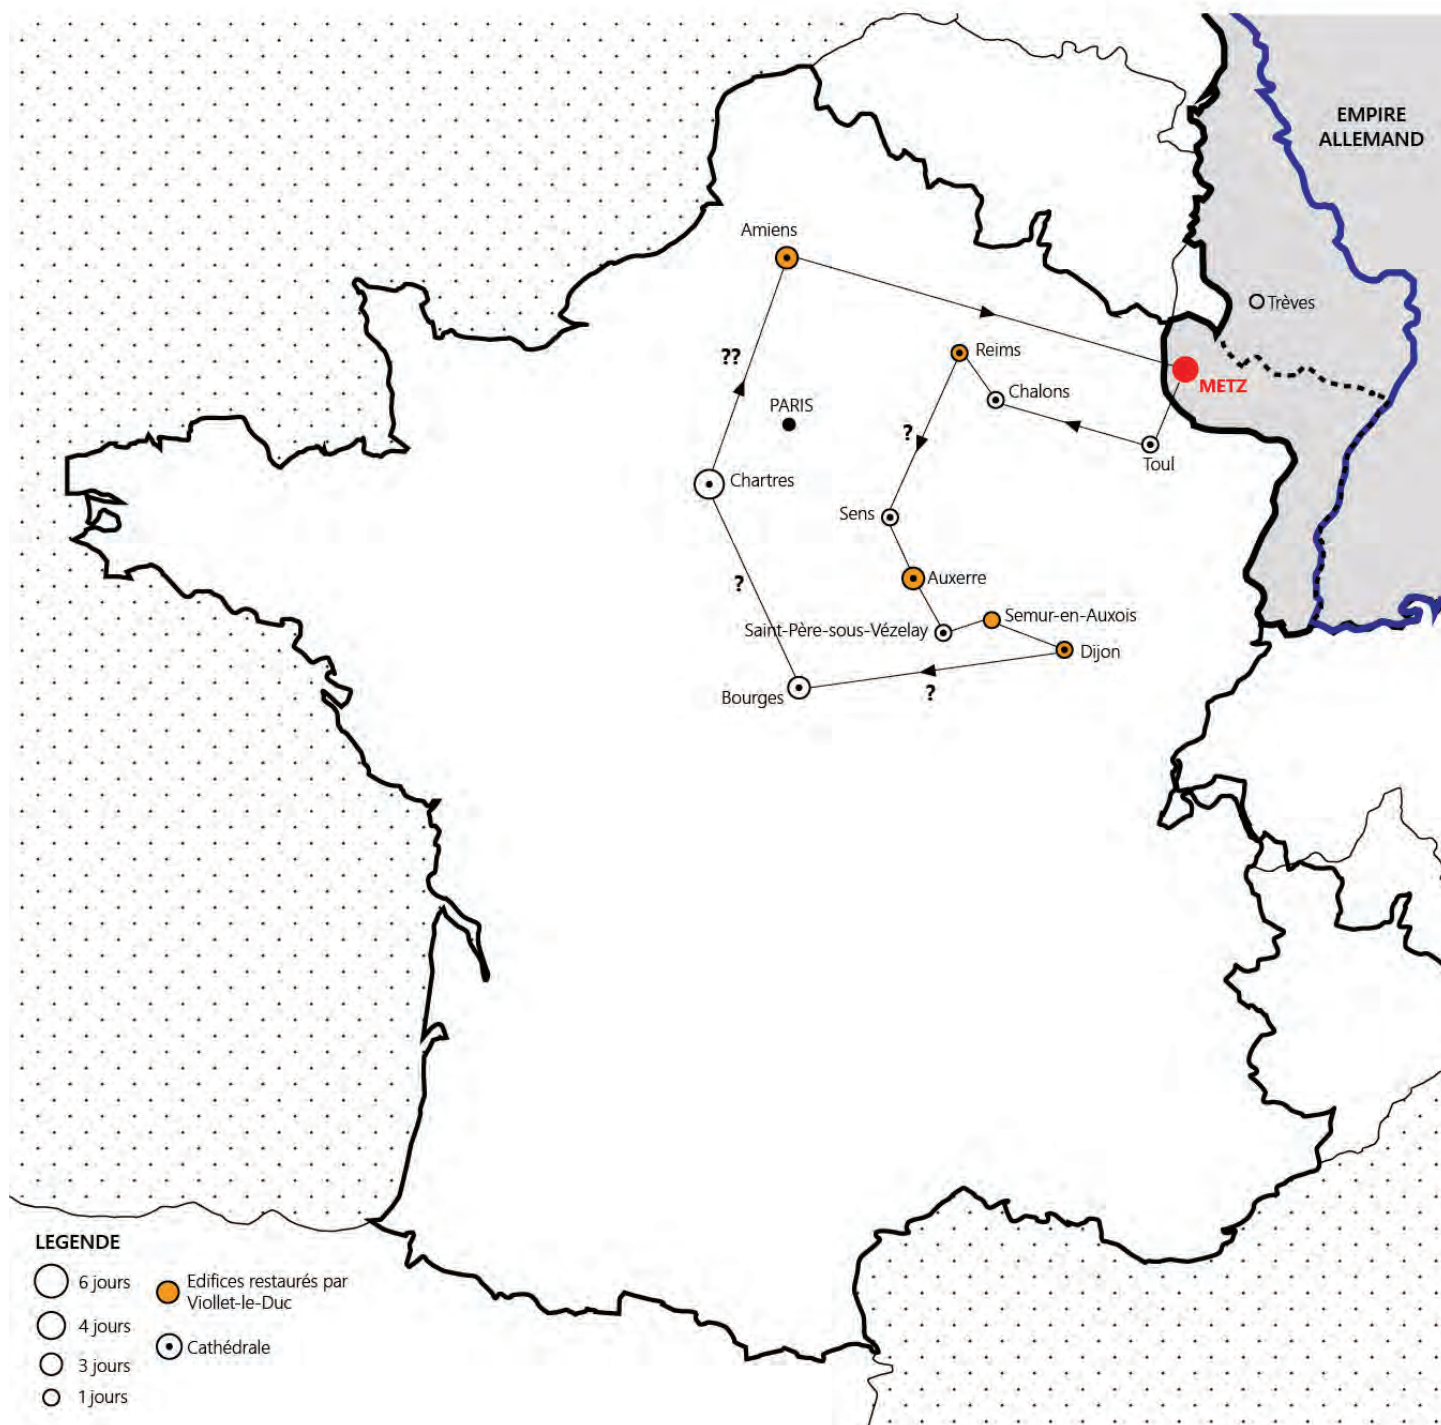 EMPIRE
ALLEMAND
Amiens
Trèves
??
Reims
METZ
Chalons
PARIS
?
Toul
Chartres
Sens
?
Auxerre
Semur-en-Auxois
Saint-Père-sous-Vézelay
Dijon
Bourges
?
LEGENDE
6 jours
4 jours
3 jours
1 jours
Edifices restaurés par
Viollet-le-Duc
Cathédrale